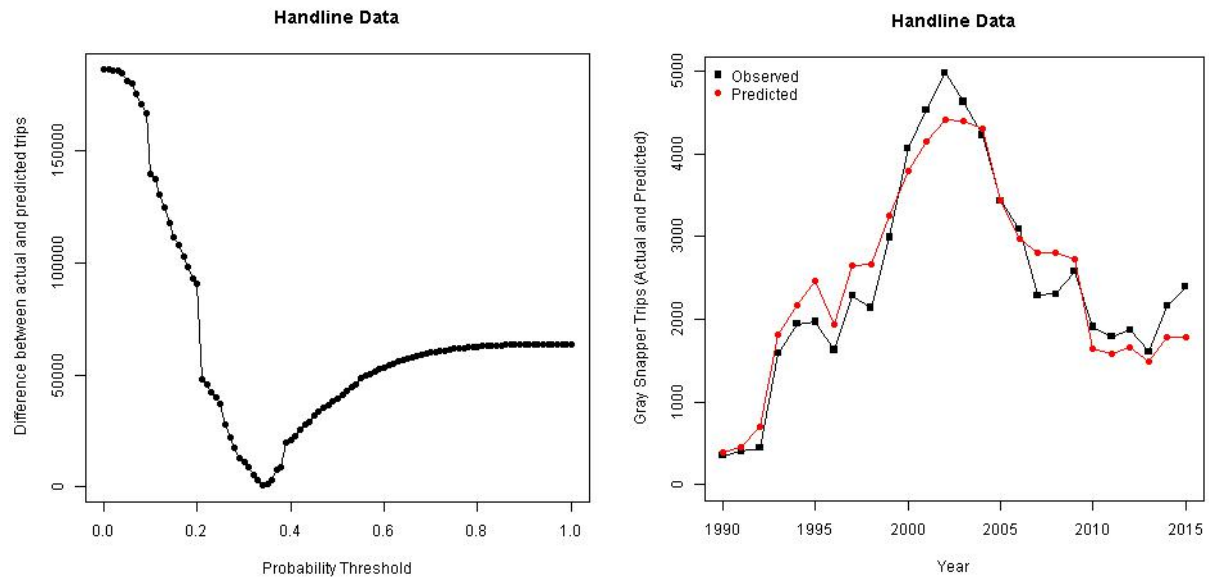 Handline Data
Difference between actual and predicted trips
150000
100000
50000
0
0.0 0.2 0.4 0.6 0.8 1.0
Probability Threshold
Handline Data
Observed
Predicted
Gray Snapper Trips (Actual and Predicted)
5000
4000
3000
2000
1000
0
1990 1995 2000 2005 2010 2015
Year